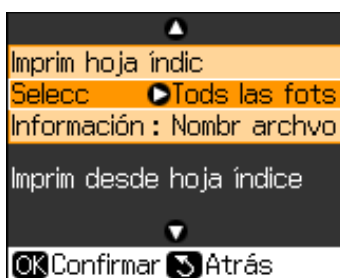 Imprim hoja índic
Selecc Tods las fots
Información : Nombr archvo
Imprim desde hoja índice
OK Confirmar Atrás